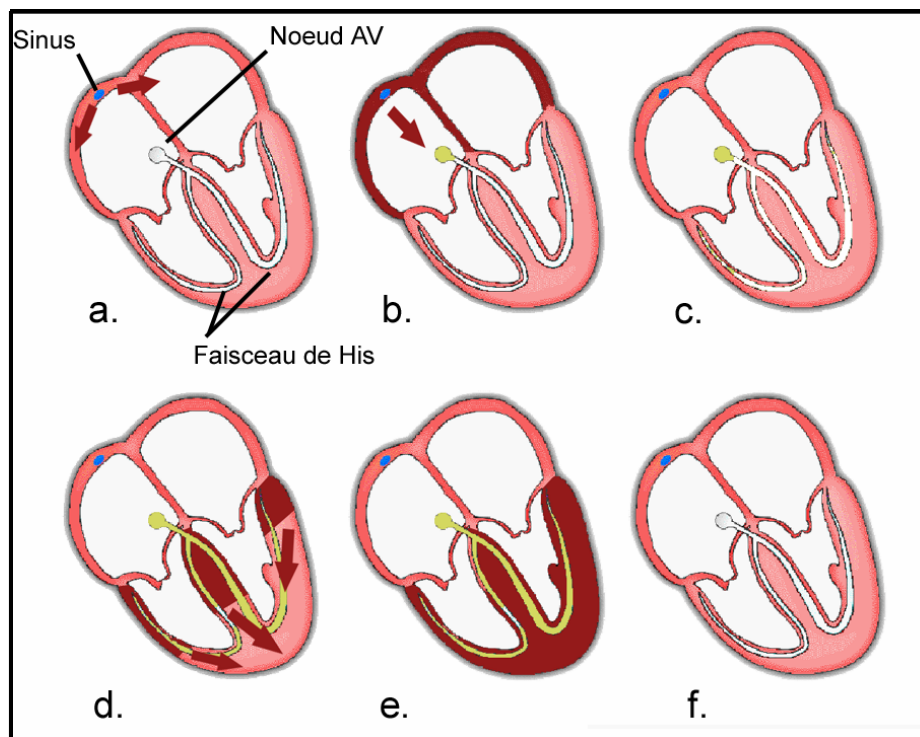 Sinus
Noeud AV
a.
b.
c.
Faisceau de His
d.
e.
f.